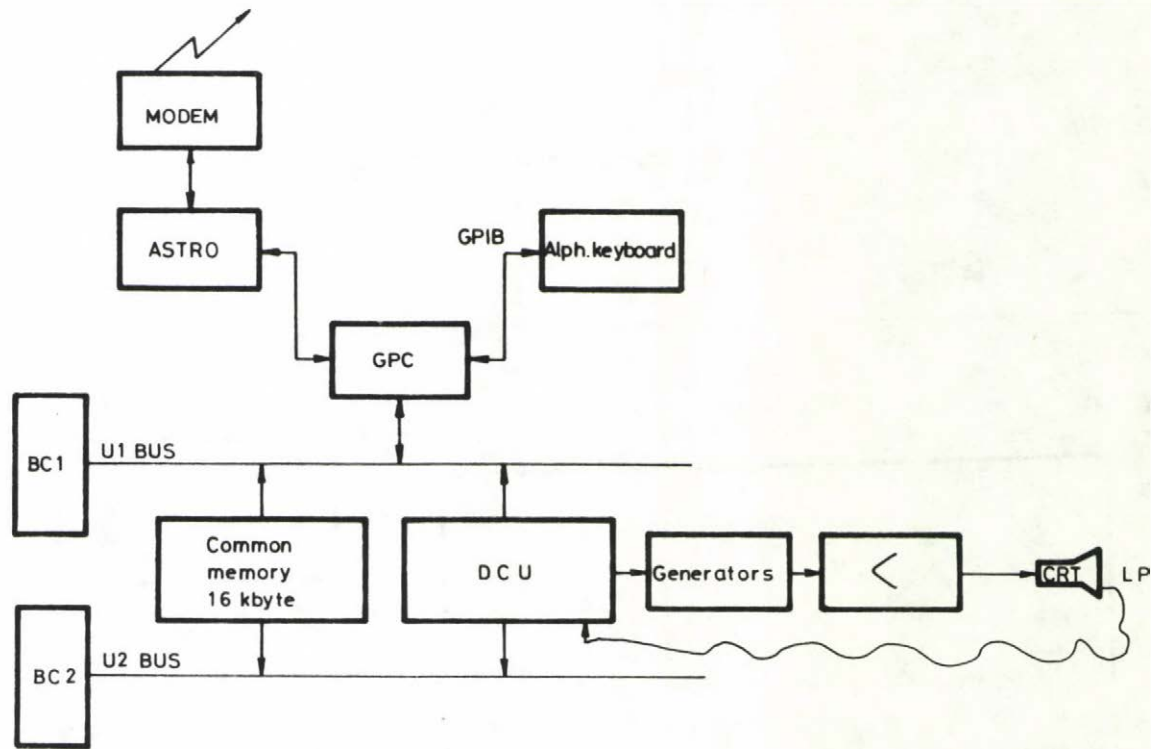 MODEM
ASTRO
GPIB
Alph.keyboard
GPC
BC1
U1 BUS
Common
memory
16 kbyte
DCU
Generators
<
CRT
LP
BC2
U2 BUS